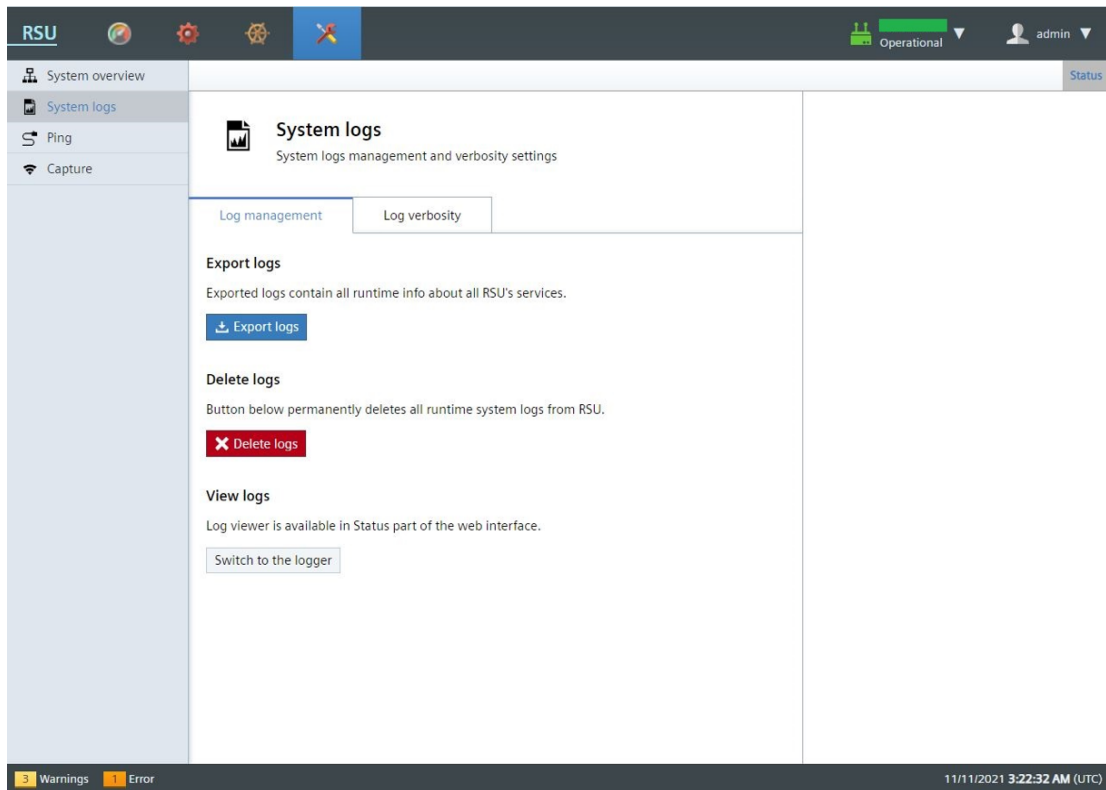 RSU
Operational
admin
System overview
System logs
Ping
Capture
Status
System logs
System logs management and verbosity settings
Log management
Log verbosity
Export logs
Exported logs contain all runtime info about all RSU's services.
Export logs
Delete logs
Button below permanently deletes all runtime system logs from RSU.
Delete logs
View logs
Log viewer is available in Status part of the web interface.
Switch to the logger
3 Warnings 1 Error
11/11/2021 3:22:32 AM (UTC)